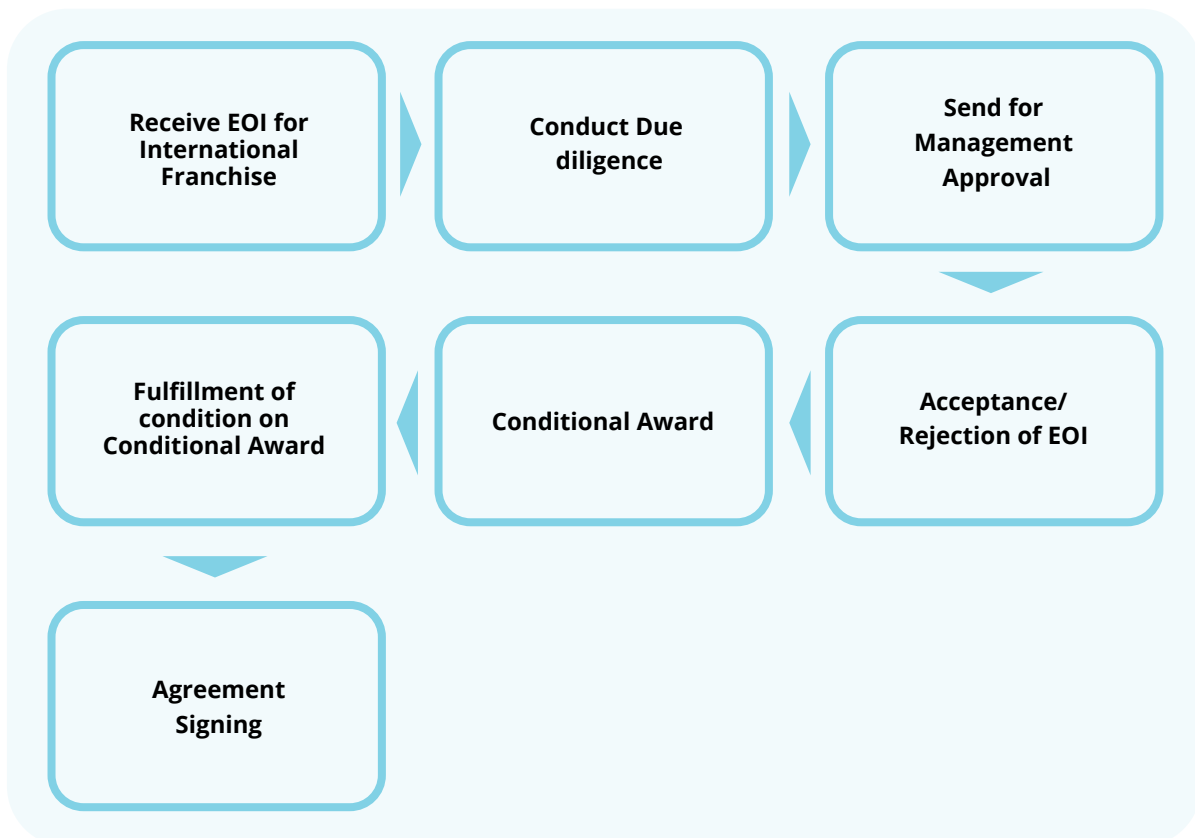 Receive EOI for
International
Franchise
Conduct Due
diligence
Send for
Management
Approval
Acceptance/
Rejection of EOI
Conditional Award
Fulfillment of
condition on
Conditional Award
Agreement
Signing